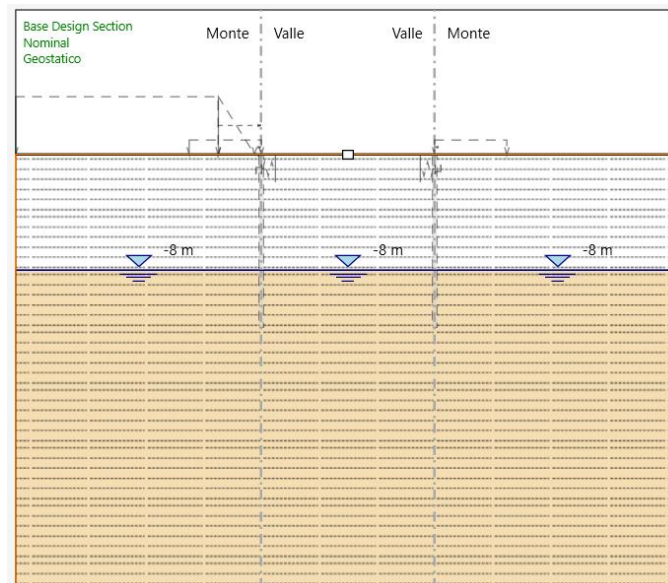 Base Design Section
Nominal
Geostatico
Monte Valle Valle Monte
-8 m -8 m -8 m